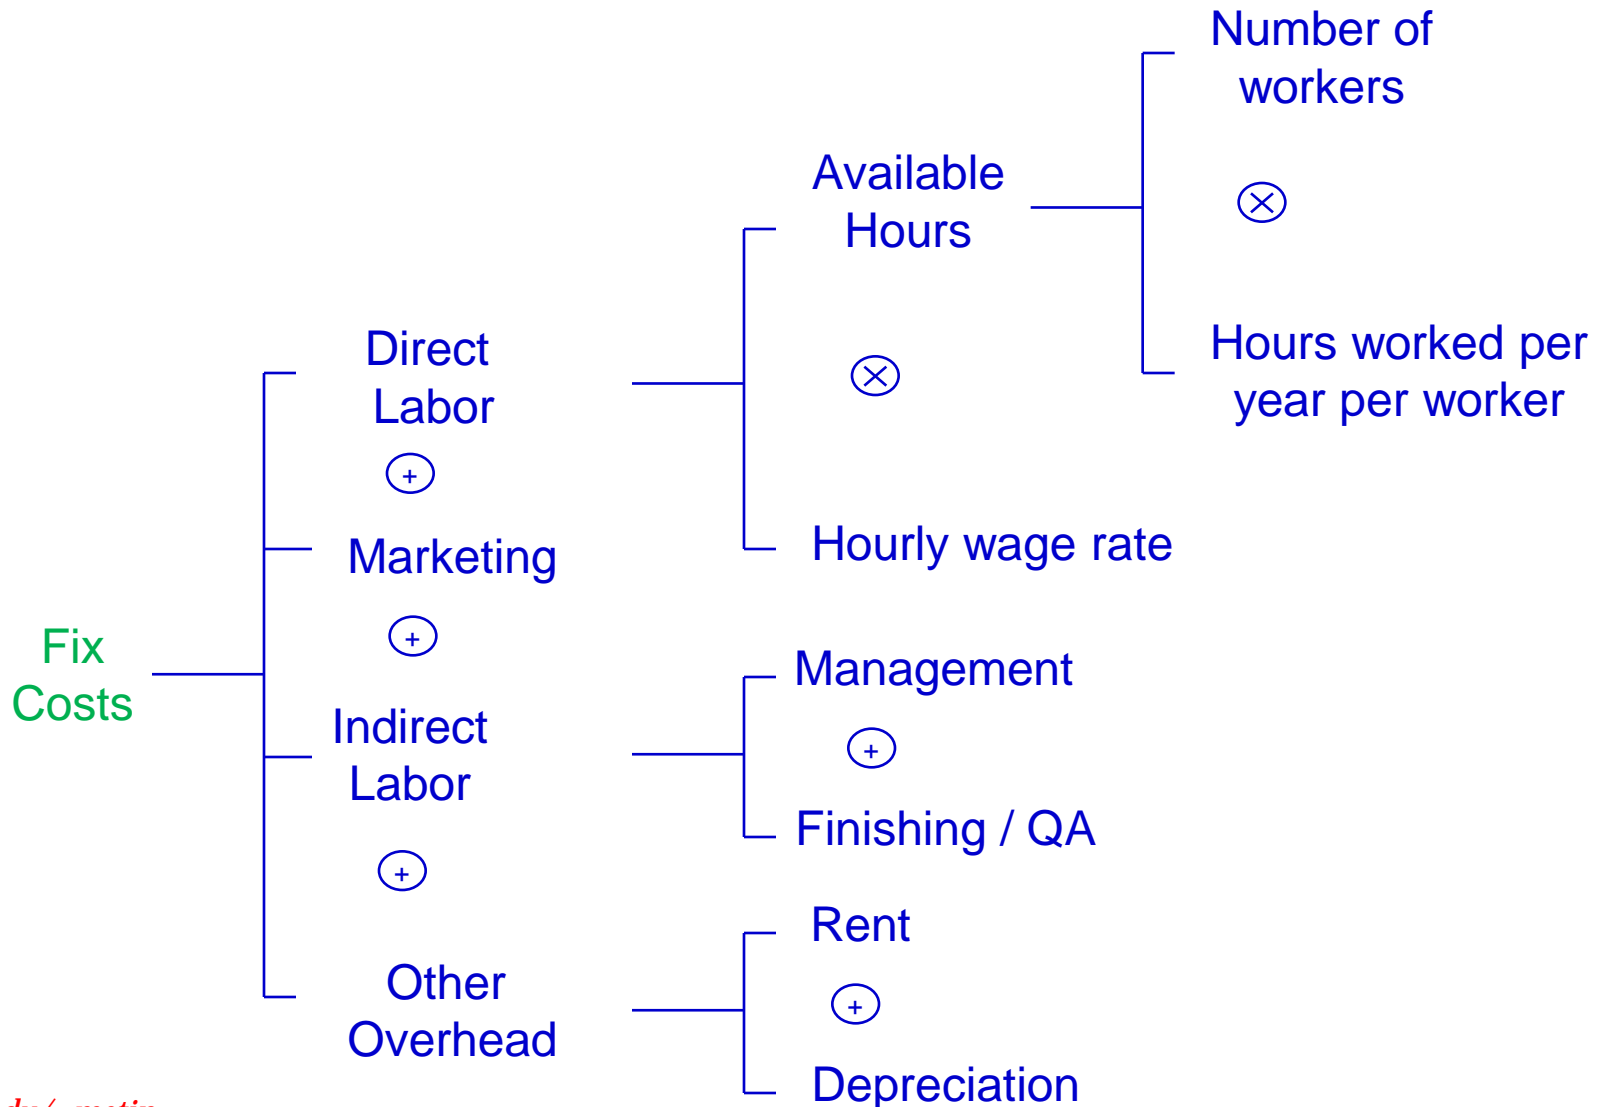 Number of
workers
Available
Hours
Direct
Labor
+
Hours worked per
year per worker
Marketing
+
Hourly wage rate
Fix
Costs
Indirect
Labor
+
Management
+
Finishing / QA
Other
Overhead
Rent
+
Depreciation